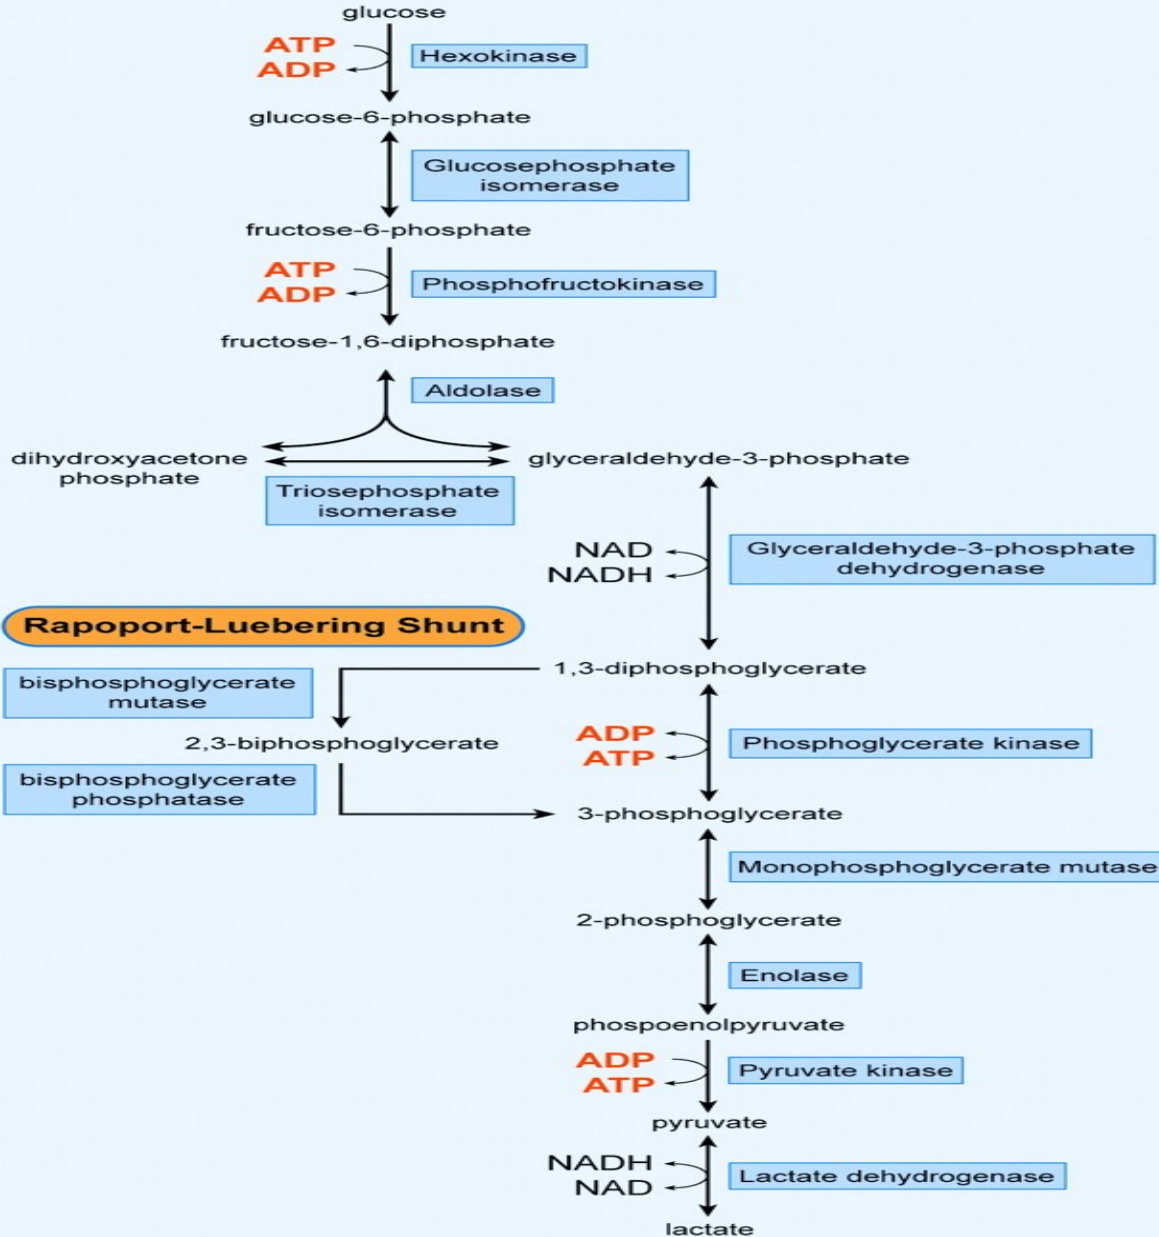 glucose
ATP
ADP
Hexokinase
glucose-6-phosphate
Glucosephosphate
isomerase
fructose-6-phosphate
ATP
ADP
Phosphofructokinase
fructose-1,6-diphosphate
Aldolase
dihydroxyacetone
phosphate
glyceraldehyde-3-phosphate
Triosephosphate
isomerase
NAD
NADH
Glyceraldehyde-3-phosphate
dehydrogenase
Rapoport-Luebering Shunt
1,3-diphosphoglycerate
bisphosphoglycerate
mutase
2,3-biphosphoglycerate
ADP
ATP
Phosphoglycerate kinase
bisphosphoglycerate
phosphatase
3-phosphoglycerate
Monophosphoglycerate mutase
2-phosphoglycerate
Enolase
phospoenolpyruvate
ADP
ATP
Pyruvate kinase
pyruvate
NADH
NAD
Lactate dehydrogenase
lactate